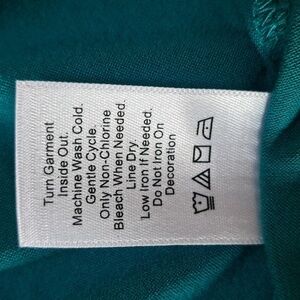 Turn Garment
Inside Out.
Machine Wash Cold.
Gentle Cycle.
Only Non-Chlorine
Bleach When Needed.
Line Dry.
Low Iron If Needed.
Do Not Iron On
Decoration